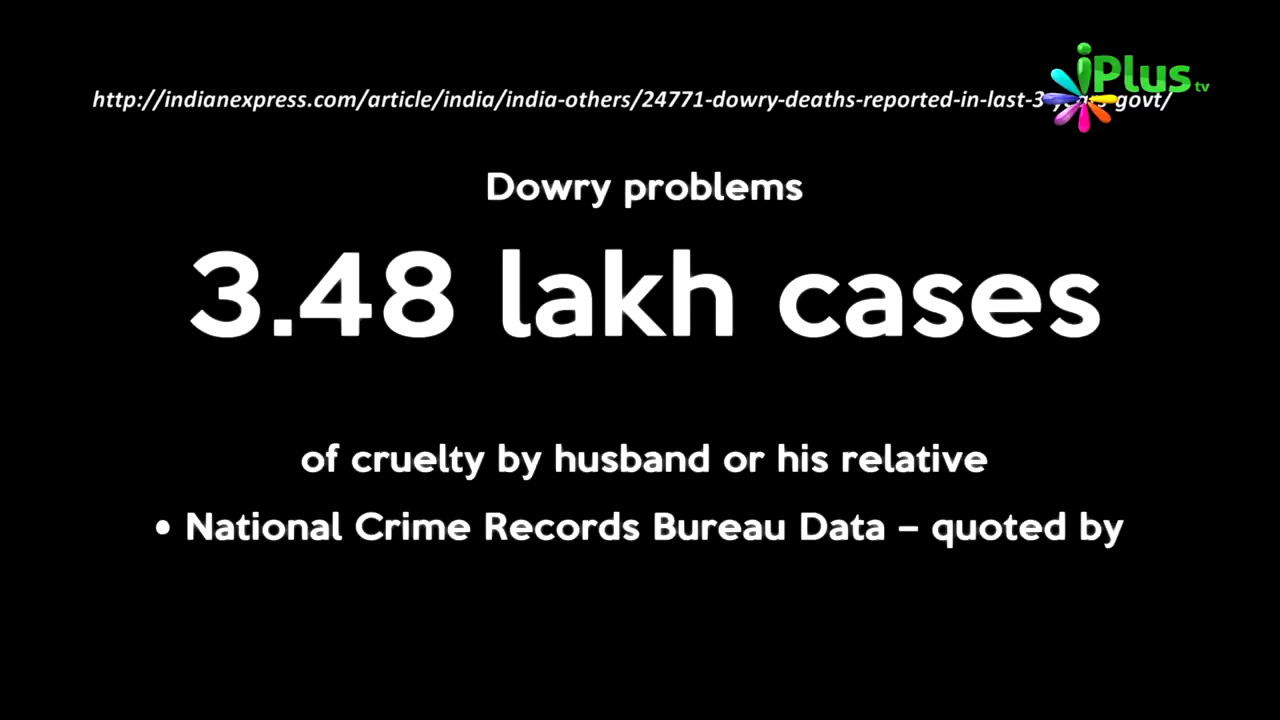 iPlus tv
http://indianexpress.com/article/india/india-others/24771-dowry-deaths-reported-in-last-3-years-govt/
Dowry problems
3.48 lakh cases
of cruelty by husband or his relative
• National Crime Records Bureau Data – quoted by